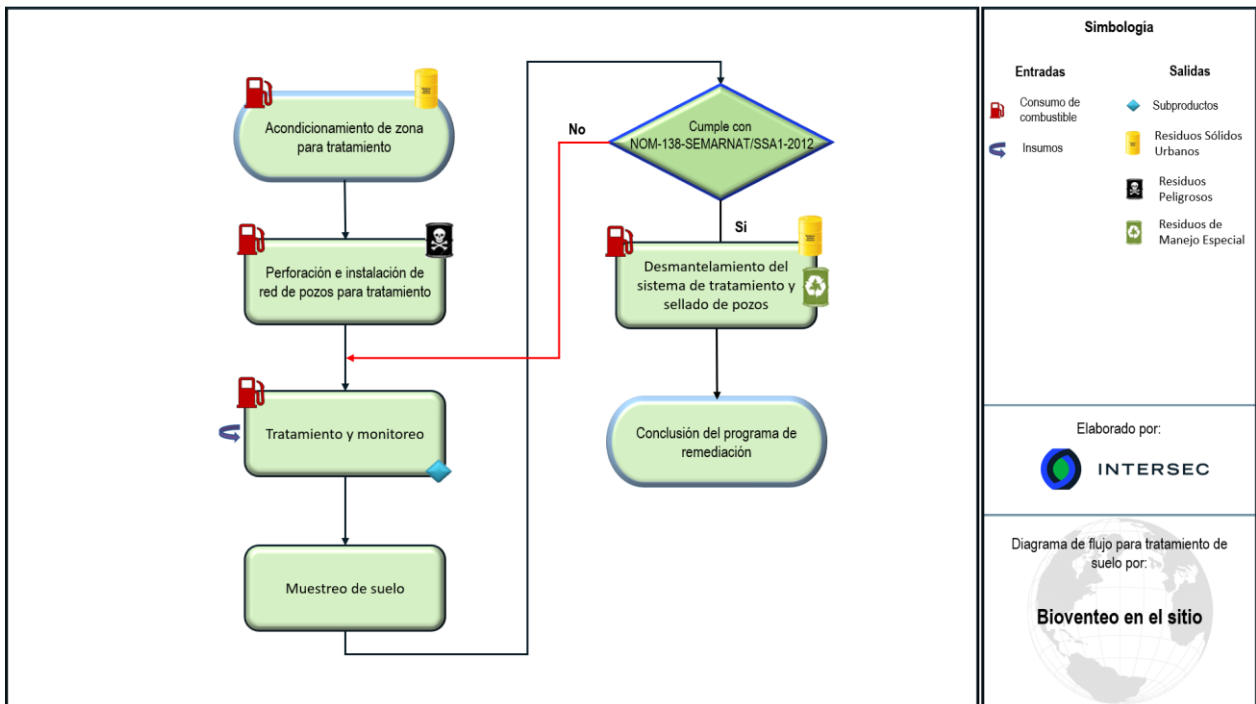 Acondicionamiento de zona
para tratamiento
Perforación e instalación de
red de pozos para tratamiento
Tratamiento y monitoreo
Muestreo de suelo
No
Cumple con
NOM-138-SEMARNAT/SSA1-2012
Si
Desmantelamiento del
sistema de tratamiento y
sellado de pozos
Conclusión del programa de
remediación
Simbologia
Entradas
Consumo de
combustible
Insumos
Salidas
Subproductos
Residuos Sólidos
Urbanos
Residuos
Peligrosos
Residuos de
Manejo Especial
Elaborado por:
INTERSEC
Diagrama de flujo para tratamiento de
suelo por:
Bioventeo en el sitio